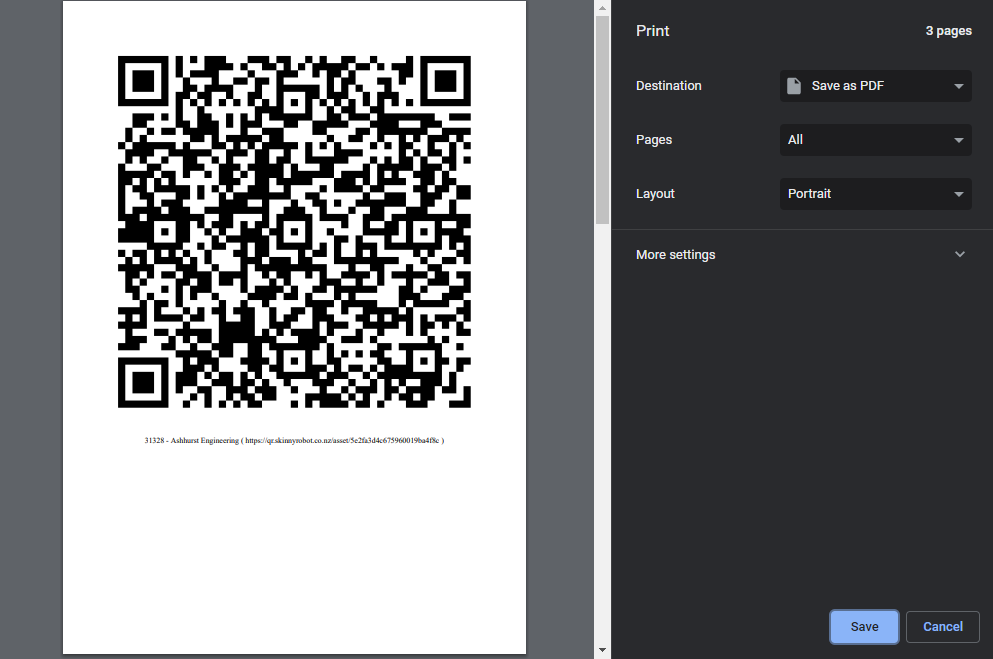 Print
3 pages
Destination
Save as PDF
Pages
All
Layout
Portrait
More settings
31328 - Ashhurst Engineering ( https://qr.skinnyrobot.co.nz/asset/5e2fa3d4c675960019ba4f8c )
Save
Cancel